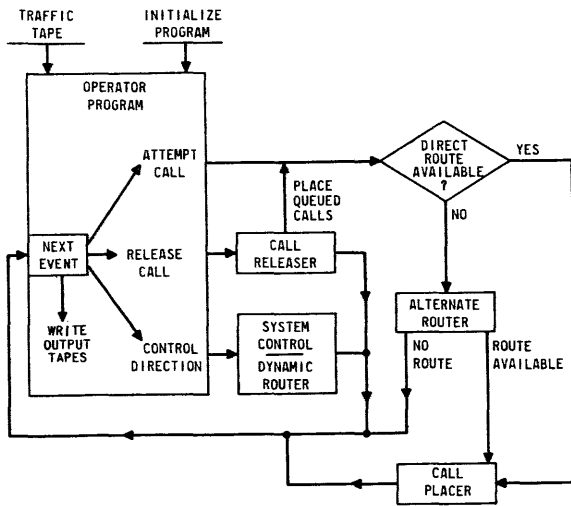 TRAFFIC
TAPE
INITIALIZE
PROGRAM
OPERATOR
PROGRAM
ATTEMPT
CALL
NEXT
EVENT
RELEASE
CALL
WRITE
OUTPUT
TAPES
CONTROL
DIRECTION
PLACE
QUEUED
CALLS
CALL
RELEASER
SYSTEM
CONTROL
DYNAMIC
ROUTER
DIRECT
ROUTE
AVAILABLE
?
YES
NO
ALTERNATE
ROUTER
NO
ROUTE
ROUTE
AVAILABLE
CALL
PLACER